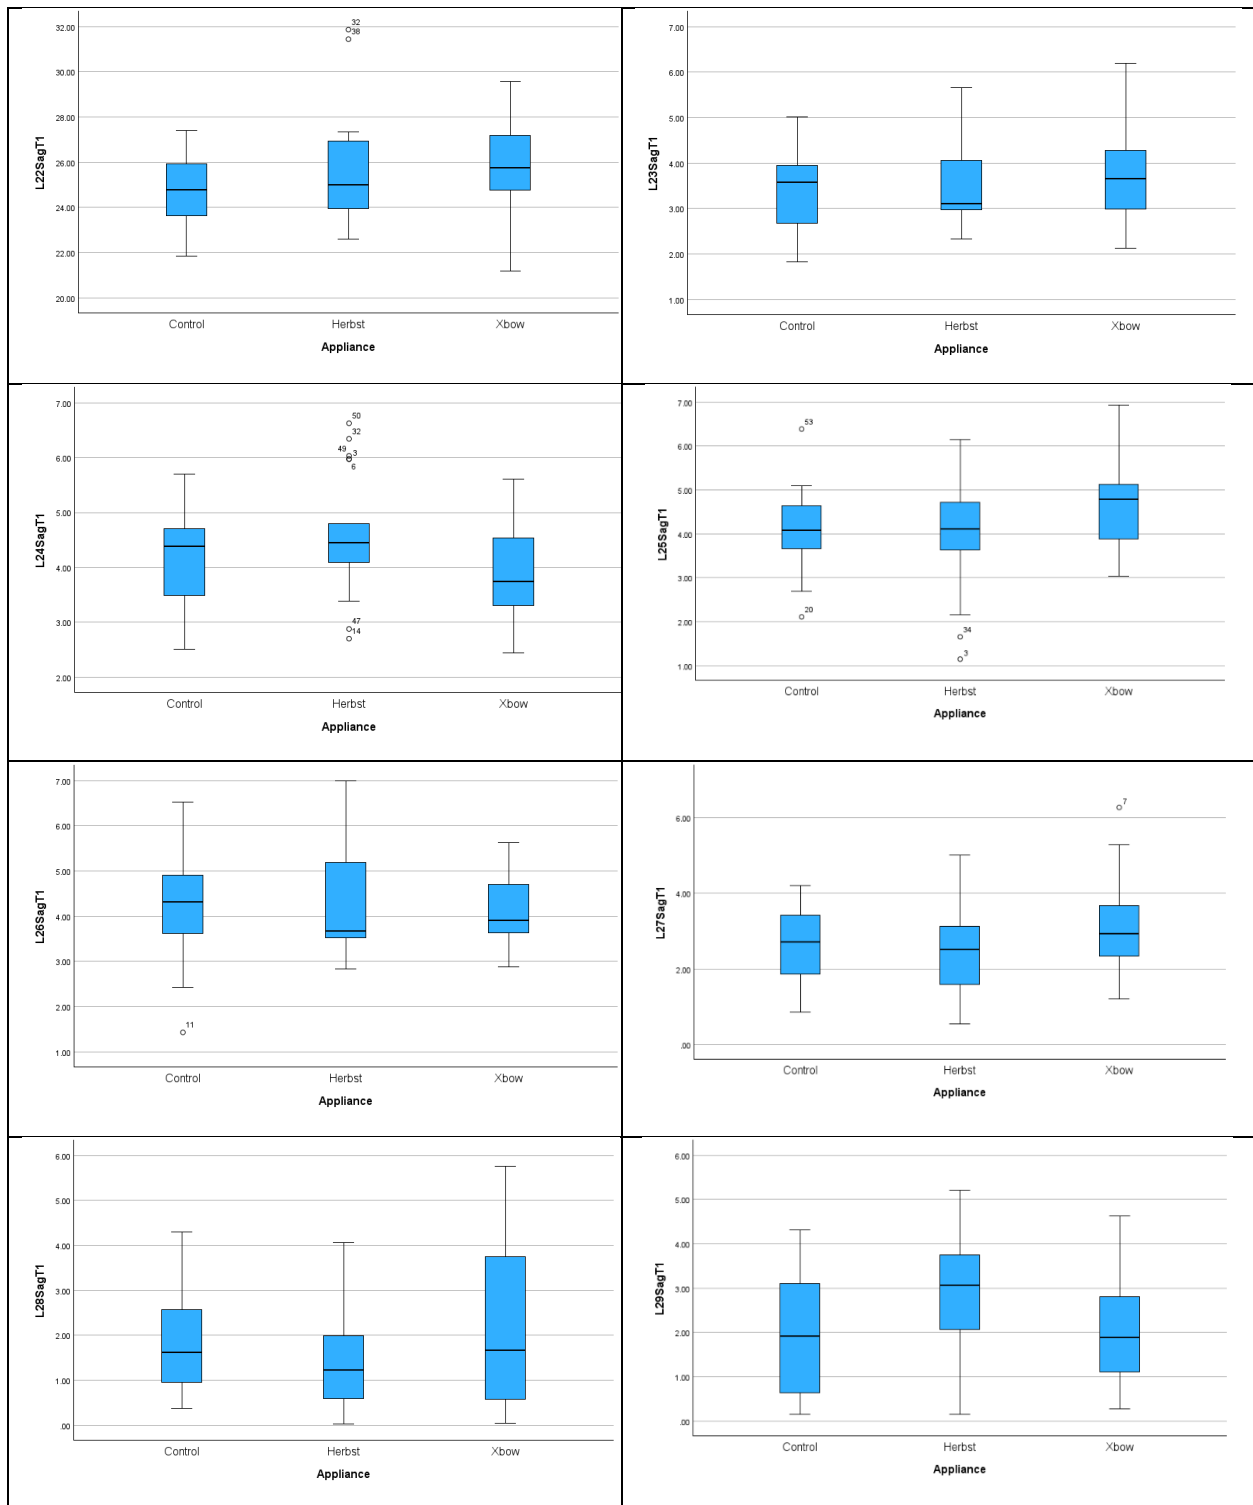 L22SagT1
32.00
30.00
28.00
26.00
24.00
22.00
20.00
32
38
Control Herbst Xbow
Appliance
L23SagT1
7.00
6.00
5.00
4.00
3.00
2.00
1.00
Control Herbst Xbow
Appliance
L24SagT1
7.00
6.00
5.00
4.00
3.00
2.00
50
32
49 3
6
47
14
Control Herbst Xbow
Appliance
L25SagT1
7.00
6.00
5.00
4.00
3.00
2.00
1.00
53
20
34
3
Control Herbst Xbow
Appliance
L26SagT1
7.00
6.00
5.00
4.00
3.00
2.00
1.00
11
Control Herbst Xbow
Appliance
L27SagT1
6.00
4.00
2.00
.00
7
Control Herbst Xbow
Appliance
L28SagT1
6.00
5.00
4.00
3.00
2.00
1.00
.00
Control Herbst Xbow
Appliance
L29SagT1
6.00
5.00
4.00
3.00
2.00
1.00
.00
Control Herbst Xbow
Appliance